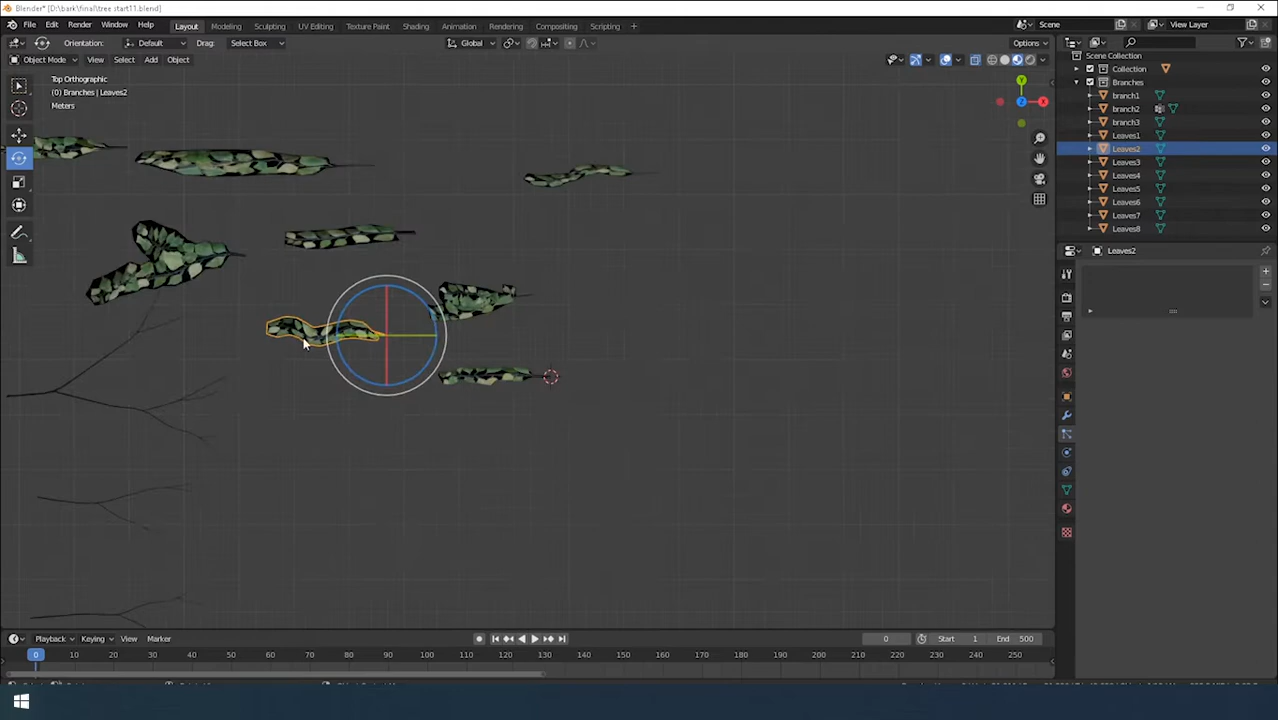 Blender* [D:\bark\final\tree start11.blend]
File Edit Render Window Help Layout Modeling Sculpting UV Editing Texture Paint Shading Animation Rendering Compositing Scripting + Scene View Layer
Orientation: Default Drag: Select Box Global Options
Object Mode View Select Add Object
Top Orthographic
(0) Branches | Leaves2
Meters
Scene Collection
Collection
Branches
branch1
branch2
branch3
Leaves1
Leaves2
Leaves3
Leaves4
Leaves5
Leaves6
Leaves7
Leaves8
Leaves2
Y
X
Z
Playback Keying View Marker 0 Start 1 End 500
0 10 20 30 40 50 60 70 80 90 100 110 120 130 140 150 160 170 180 190 200 210 220 230 240 250